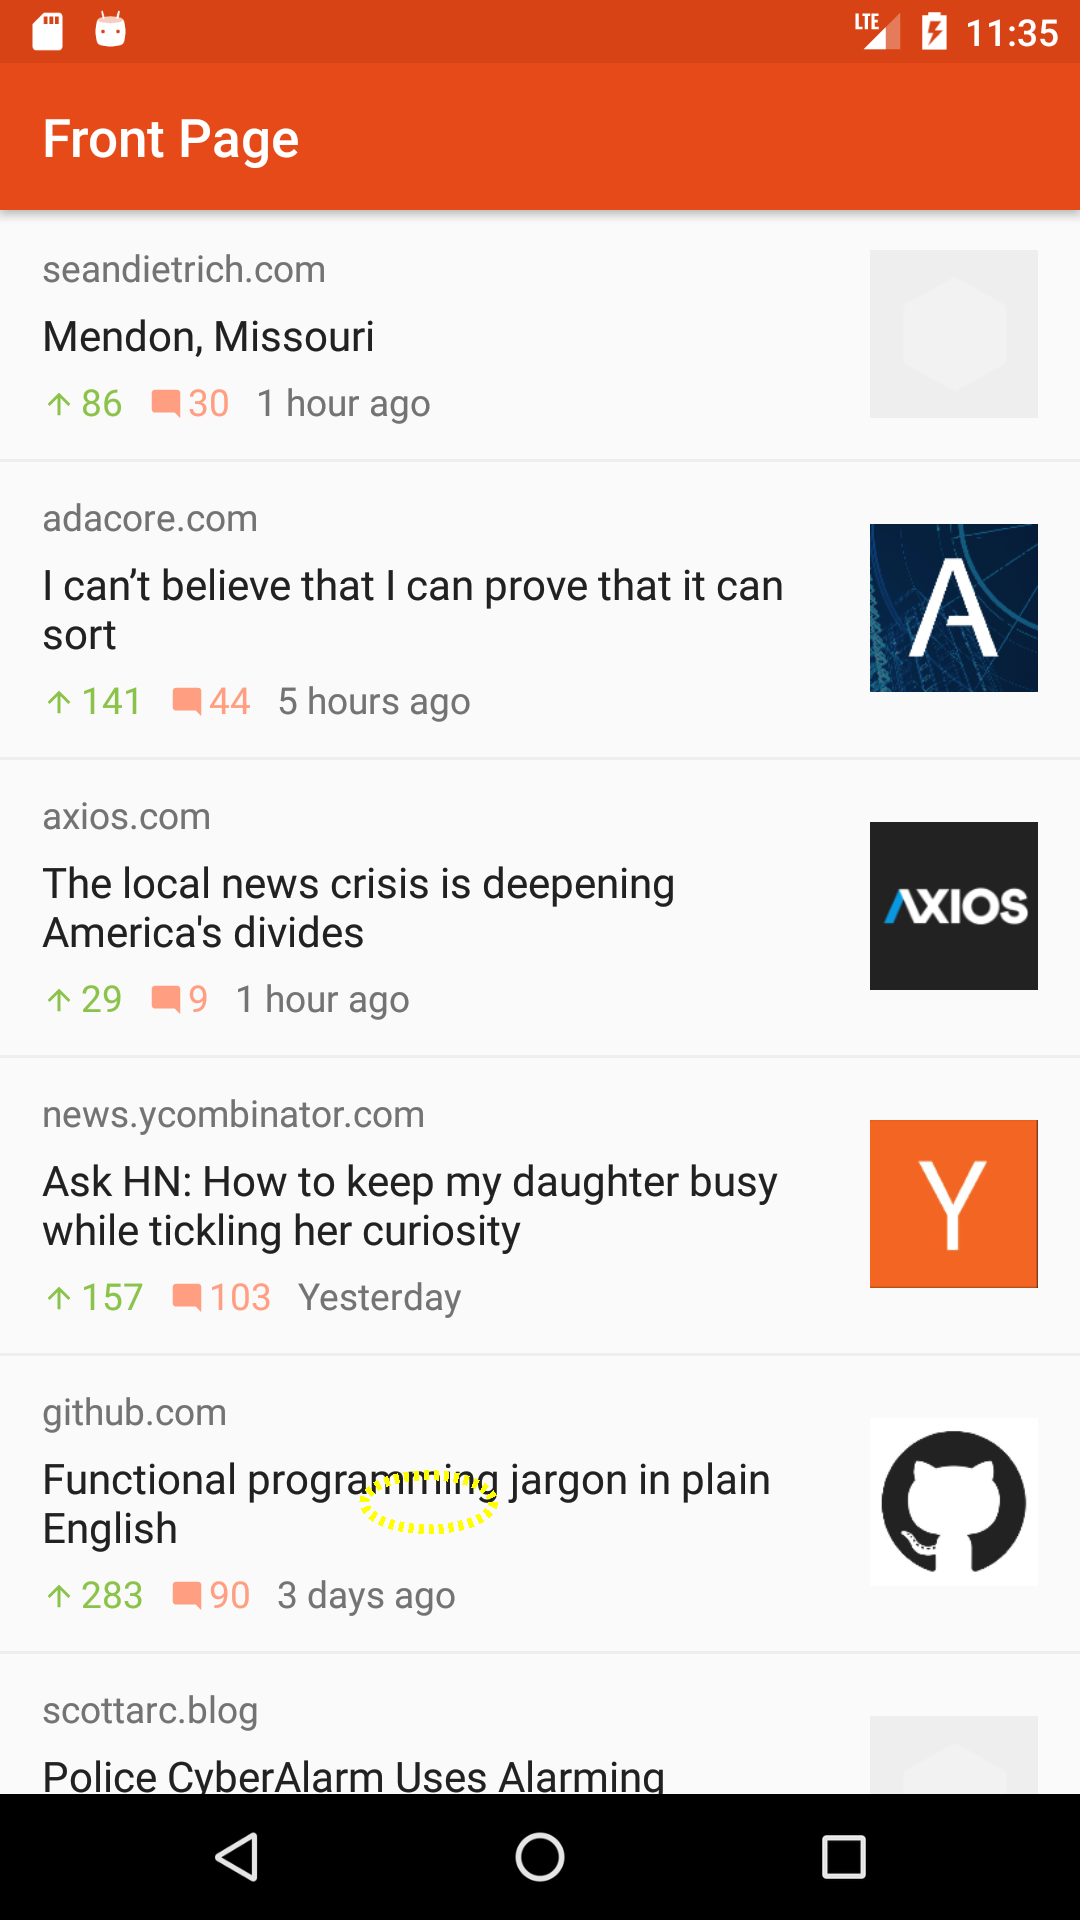 LTE 11:35
Front Page
seandietrich.com
Mendon, Missouri
86 30 1 hour ago
adacore.com
I can’t believe that I can prove that it can
sort
A
141 44 5 hours ago
axios.com
The local news crisis is deepening
America's divides
AXIOS
29 9 1 hour ago
news.ycombinator.com
Ask HN: How to keep my daughter busy
while tickling her curiosity
Y
157 103 Yesterday
github.com
Functional programming jargon in plain
English
283 90 3 days ago
scottarc.blog
Police CyberAlarm Uses Alarming